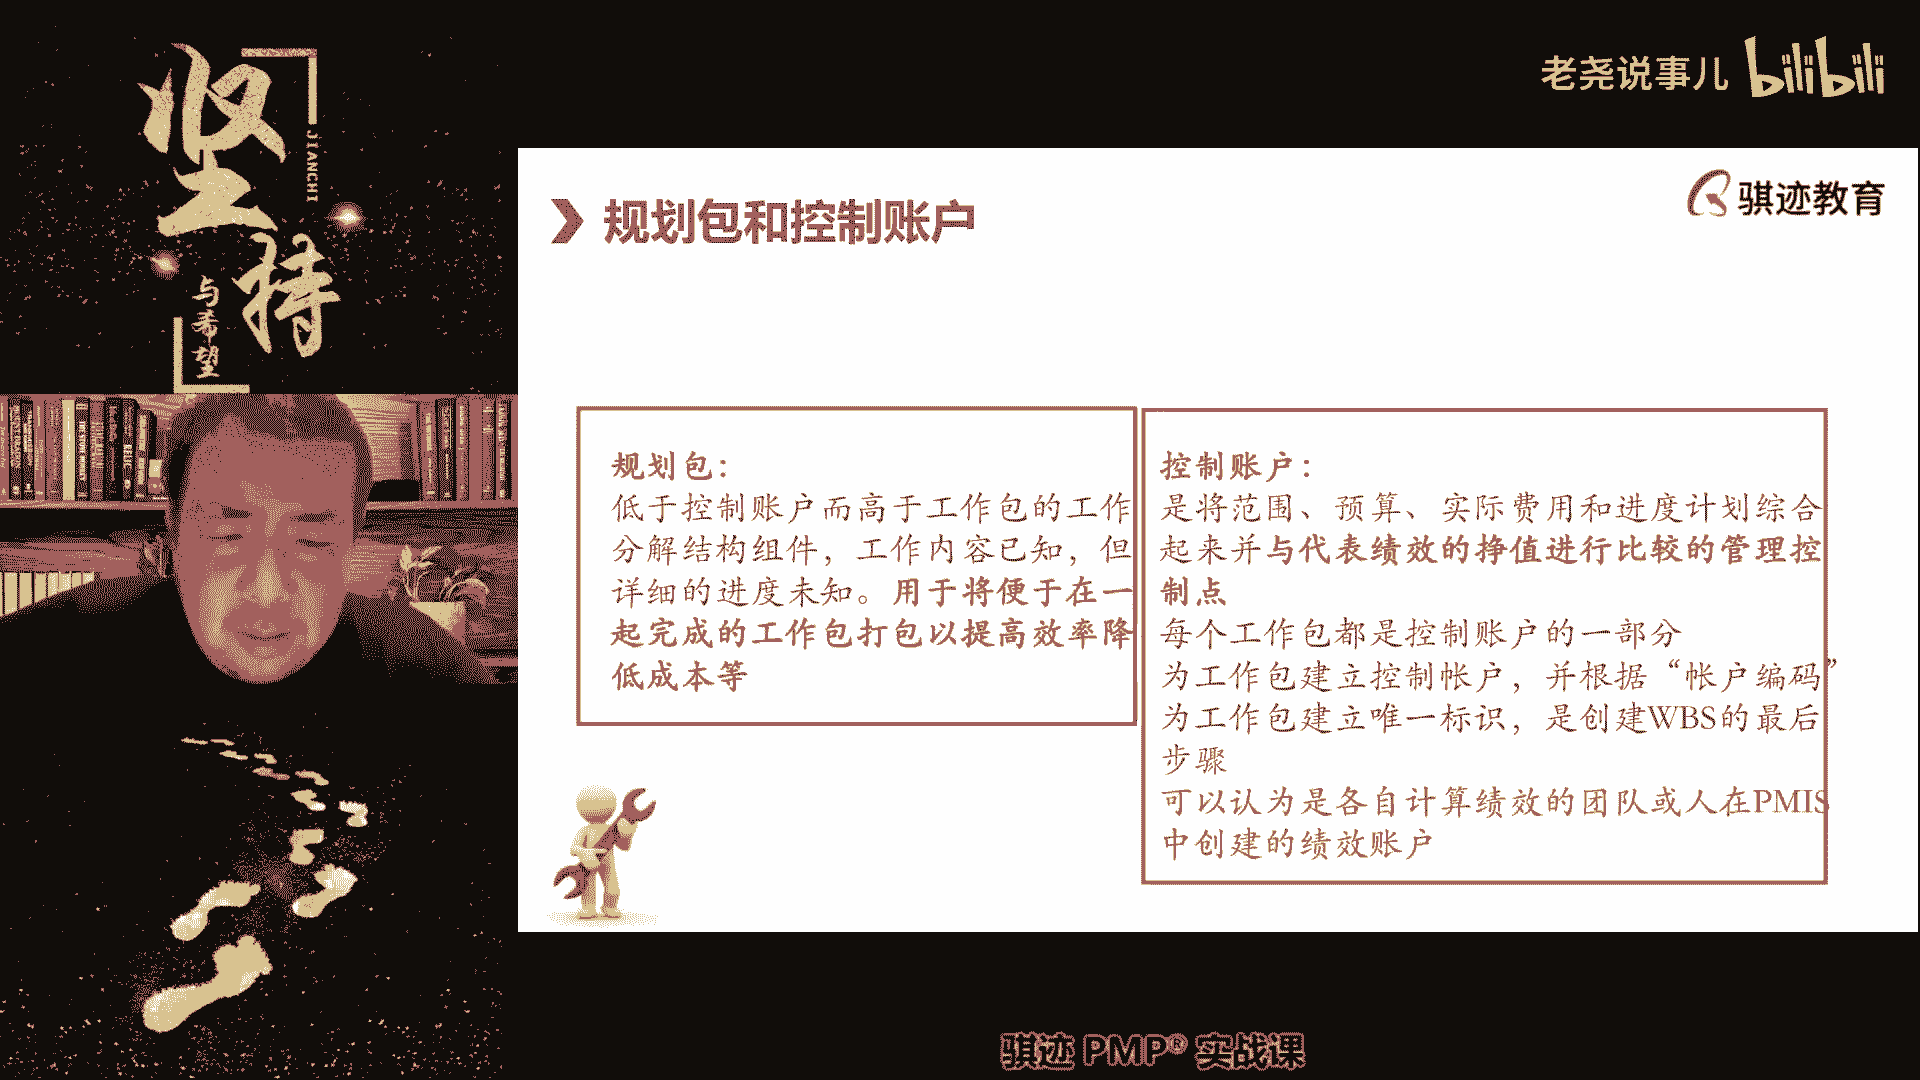 坚持
JIANCHI
与希望
老尧说事儿 bilibili
骐迹教育
规划包和控制账户
规划包：
低于控制账户而高于工作包的工作
分解结构组件，工作内容已知，但
详细的进度未知。用于将便于在一
起完成的工作包打包以提高效率降
低成本等
控制账户：
是将范围、预算、实际费用和进度计划综合
起来并与代表绩效的挣值进行比较的管理控
制点
每个工作包都是控制账户的一部分
为工作包建立控制帐户，并根据“帐户编码”
为工作包建立唯一标识，是创建WBS的最后
步骤
可以认为是各自计算绩效的团队或人在PMIS
中创建的绩效账户
骐迹 PMP® 实战课